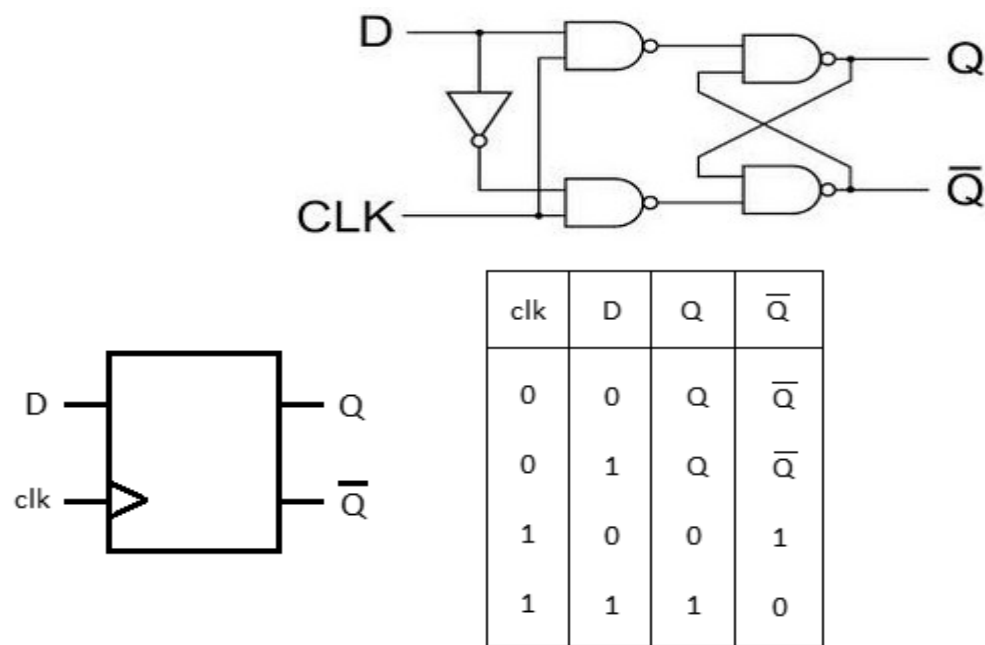 D
Q
CLK
Q̅
clk D Q Q̅
0 0 Q Q̅
0 1 Q Q̅
1 0 0 1
1 1 1 0
D
Q
clk
Q̅